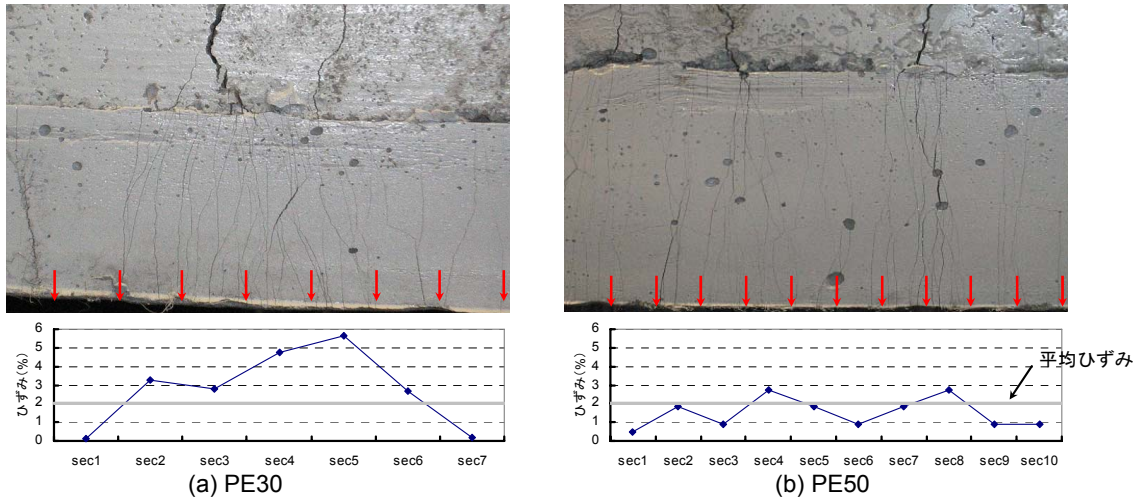 6
5
4
3
2
1
0
ひずみ(%)
sec1 sec2 sec3 sec4 sec5 sec6 sec7
(a) PE30
6
5
4
3
2
1
0
ひずみ(%)
平均ひずみ
sec1 sec2 sec3 sec4 sec5 sec6 sec7 sec8 sec9 sec10
(b) PE50